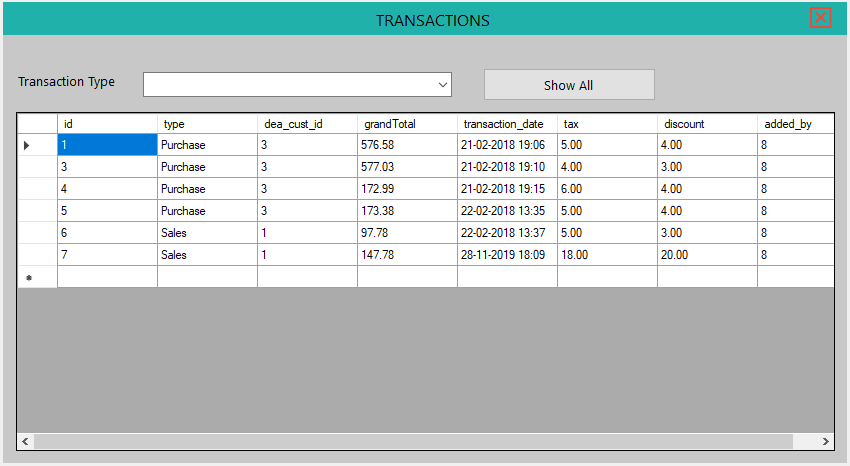 TRANSACTIONS
Transaction Type
Show All
id type dea_cust_id grandTotal transaction_date tax discount added_by
1 Purchase 3 576.58 21-02-2018 19:06 5.00 4.00 8
3 Purchase 3 577.03 21-02-2018 19:10 4.00 3.00 8
4 Purchase 3 172.99 21-02-2018 19:15 6.00 4.00 8
5 Purchase 3 173.38 22-02-2018 13:35 5.00 4.00 8
6 Sales 1 97.78 22-02-2018 13:37 5.00 3.00 8
7 Sales 1 147.78 28-11-2019 18:09 18.00 20.00 8